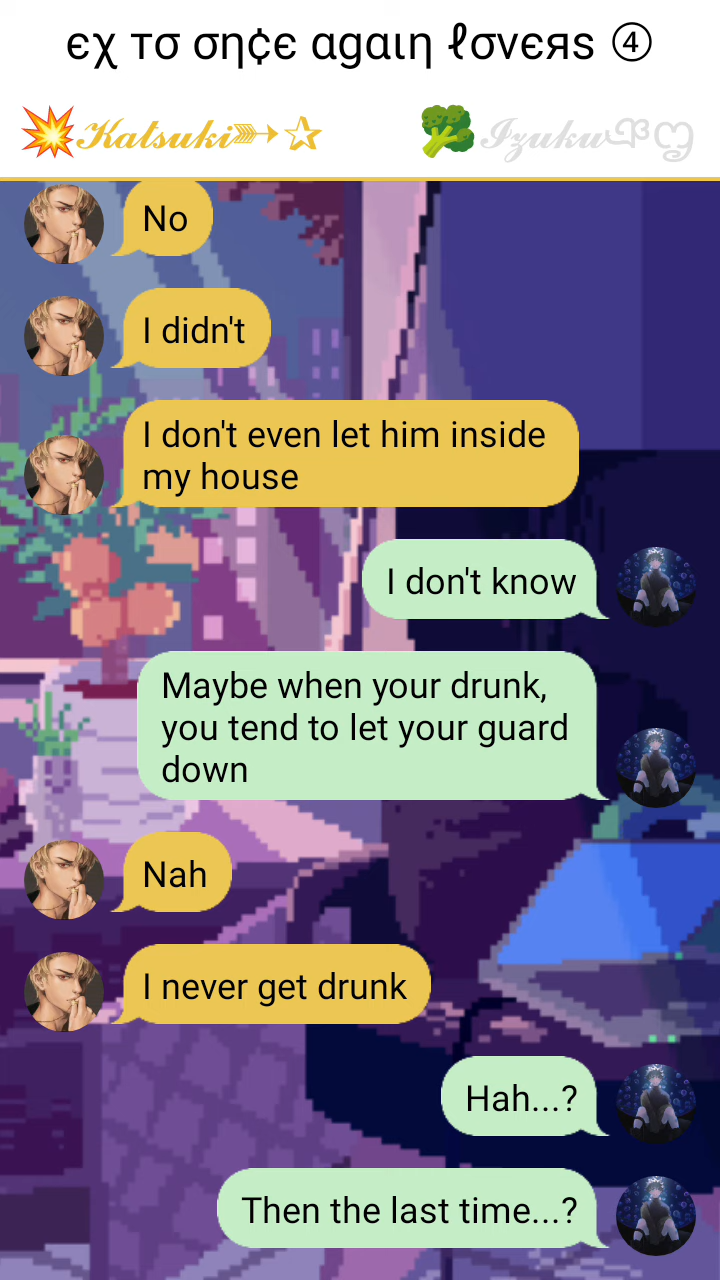 єχ тσ ση¢є αgαιη ℓσνєяѕ ④
💥𝓚𝓪𝓽𝓼𝓾𝓴𝓲➳✰
🥦𝓘𝔃𝓾𝓴𝓾ೄྀ࿐ღ
No
I didn't
I don't even let him inside
my house
I don't know
Maybe when your drunk,
you tend to let your guard
down
Nah
I never get drunk
Hah...?
Then the last time...?